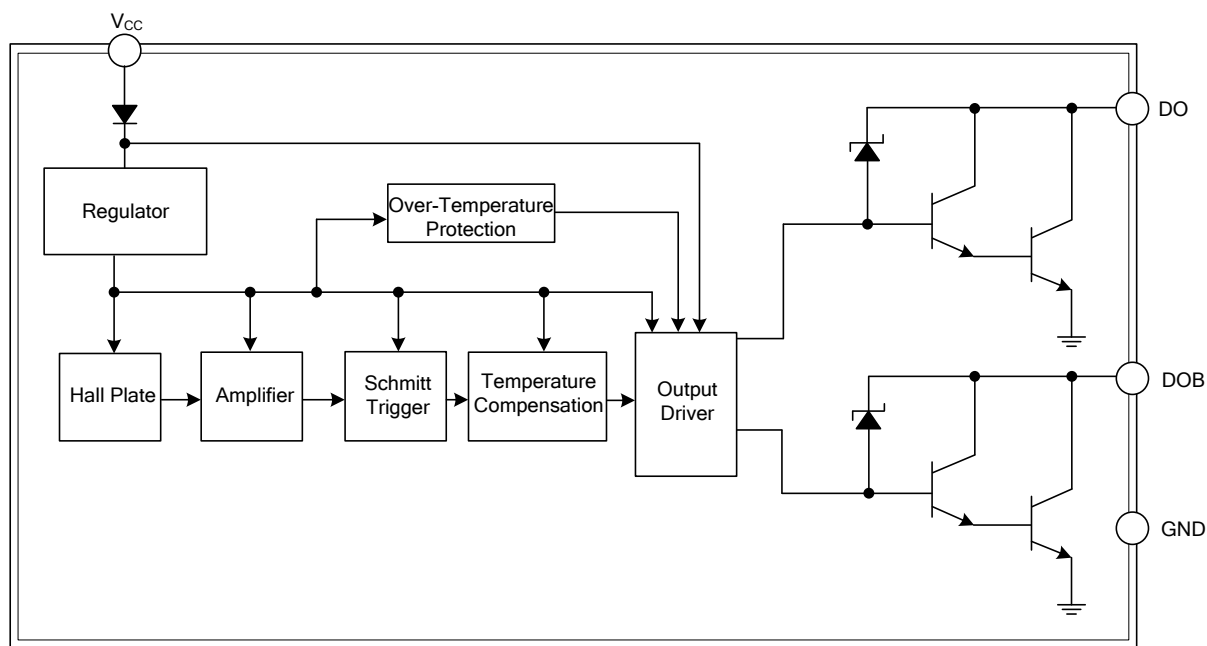 VCC
DO
Regulator
Over-Temperature
Protection
Hall Plate
Amplifier
Schmitt
Trigger
Temperature
Compensation
Output
Driver
DOB
GND